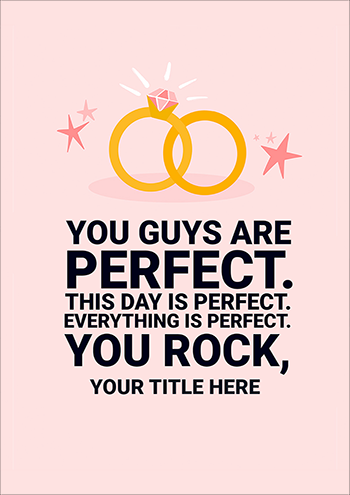 YOU GUYS ARE
PERFECT.
THIS DAY IS PERFECT.
EVERYTHING IS PERFECT.
YOU ROCK,
YOUR TITLE HERE